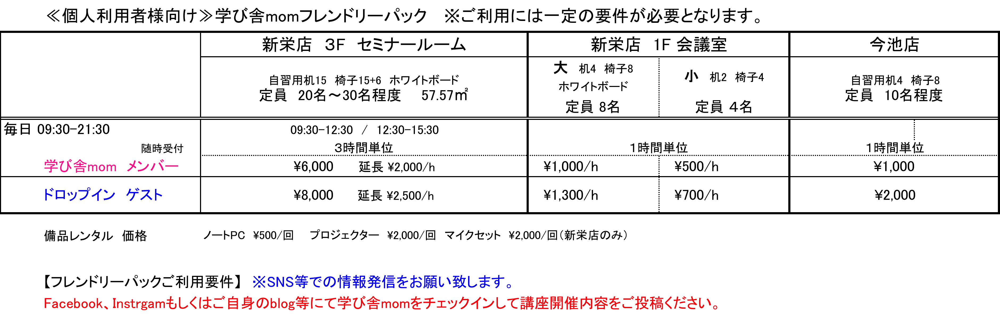 ≪個人利用者様向け≫学び舎momフレンドリーパック　※ご利用には一定の要件が必要となります。
新栄店　３F　セミナールーム
新栄店　1F 会議室
今池店
自習用机15　椅子15+6　ホワイトボード
定員　20名～30名程度　57.57㎡
大　机4　椅子8
ホワイトボード
定員 8名
小　机2　椅子4
定員 ４名
自習用机4　椅子8
定員　10名程度
毎日 09:30-21:30
随時受付
09:30-12:30　/　12:30-15:30
３時間単位
１時間単位
１時間単位
学び舎mom　メンバー
¥6,000　延長 ¥2,000/h
¥1,000/h
¥500/h
¥1,000
ドロップイン　ゲスト
¥8,000　延長 ¥2,500/h
¥1,300/h
¥700/h
¥2,000
備品レンタル　価格
ノートPC　¥500/回　プロジェクター　¥2,000/回　マイクセット　¥2,000/回（新栄店のみ）
【フレンドリーパックご利用要件】　※SNS等での情報発信をお願い致します。
Facebook、Instrgamもしくはご自身のblog等にて学び舎momをチェックインして講座開催内容をご投稿ください。